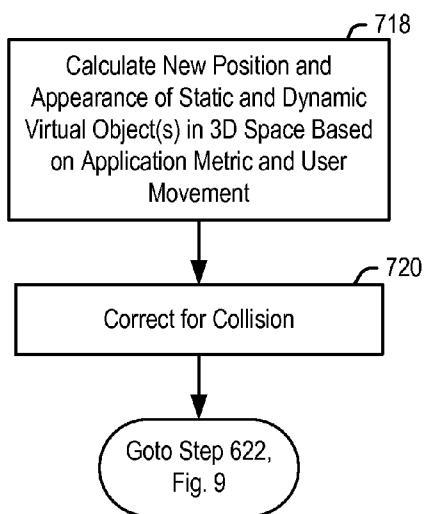 718
Calculate New Position and
Appearance of Static and Dynamic
Virtual Object(s) in 3D Space Based
on Application Metric and User
Movement
720
Correct for Collision
Goto Step 622,
Fig. 9